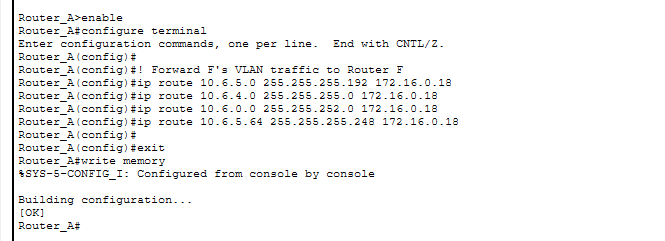 Router_A>enable
Router_A#configure terminal
Enter configuration commands, one per line.  End with CNTL/Z.
Router_A(config)#
Router_A(config)#! Forward F's VLAN traffic to Router F
Router_A(config)#ip route 10.6.5.0 255.255.255.192 172.16.0.18
Router_A(config)#ip route 10.6.4.0 255.255.255.0 172.16.0.18
Router_A(config)#ip route 10.6.0.0 255.255.252.0 172.16.0.18
Router_A(config)#ip route 10.6.5.64 255.255.255.248 172.16.0.18
Router_A(config)#
Router_A(config)#exit
Router_A#write memory
%SYS-5-CONFIG_I: Configured from console by console
Building configuration...
[OK]
Router_A#